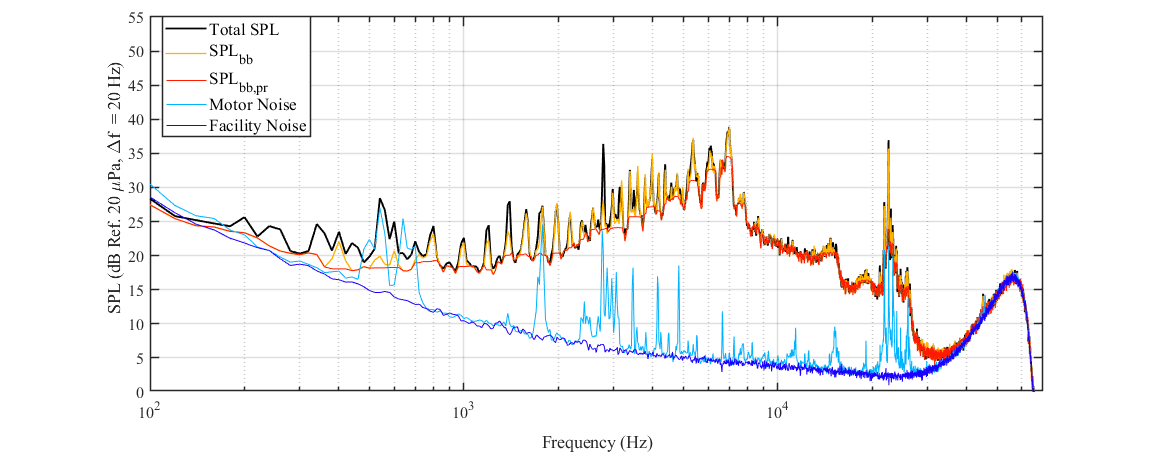 55
50
45
40
35
30
25
20
15
10
5
0
SPL (dB Ref. 20 μPa, Δf = 20 Hz)
Total SPL
SPL_bb
SPL_bb,pr
Motor Noise
Facility Noise
10^2
10^3
10^4
Frequency (Hz)